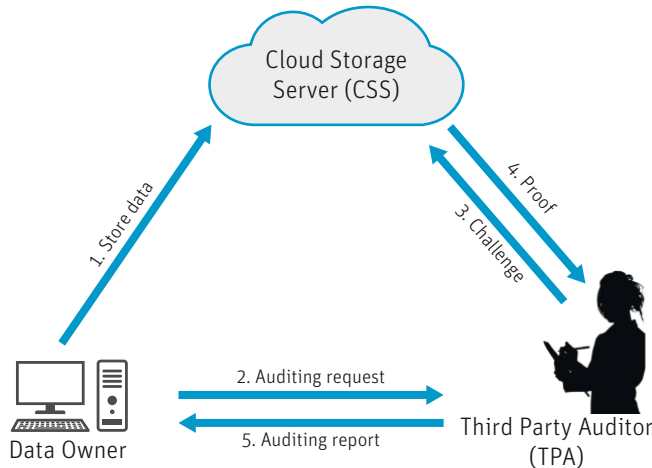 Cloud Storage
Server (CSS)
1. Store data
4. Proof
3. Challenge
2. Auditing request
5. Auditing report
Data Owner
Third Party Auditor
(TPA)